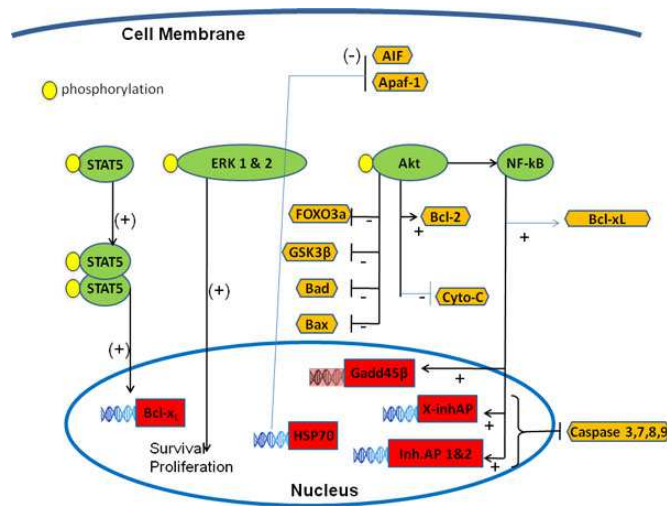 Cell Membrane
(-)
AIF
Apaf-1
phosphorylation
STAT5
ERK 1 & 2
Akt
NF-kB
(+)
FOXO3a
-
Bcl-2
+
Bcl-xL
+
GSK3β
-
STAT5
STAT5
(+)
Bad
-
Cyto-C
-
Bax
-
(+)
Gadd45β
+
Bcl-xL
X-inhAP
+
HSP70
Caspase 3,7,8,9
Survival
Proliferation
Inh.AP 1&2
+
Nucleus